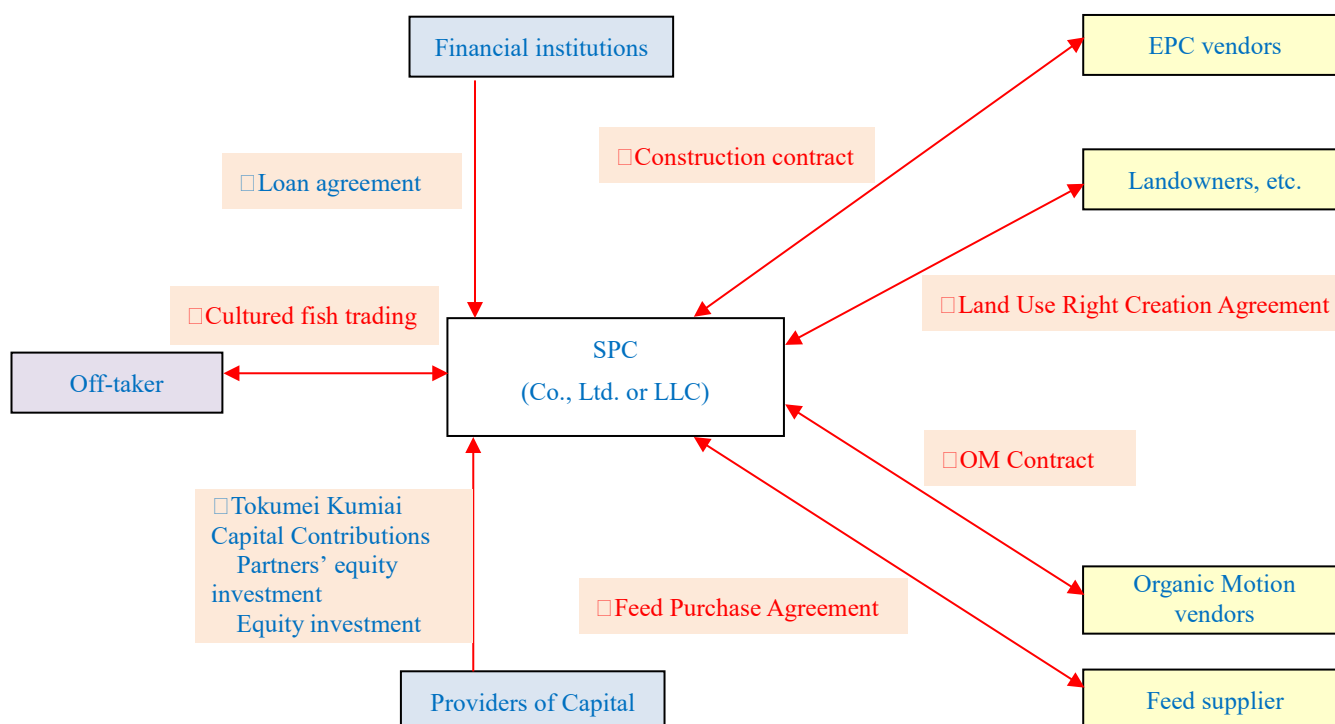 Financial institutions
EPC vendors
□Construction contract
□Loan agreement
Landowners, etc.
□Cultured fish trading
□Land Use Right Creation Agreement
SPC
(Co., Ltd. or LLC)
Off-taker
□OM Contract
□Tokumei Kumiai
Capital Contributions
Partners’ equity
investment
Equity investment
□Feed Purchase Agreement
Organic Motion
vendors
Providers of Capital
Feed supplier